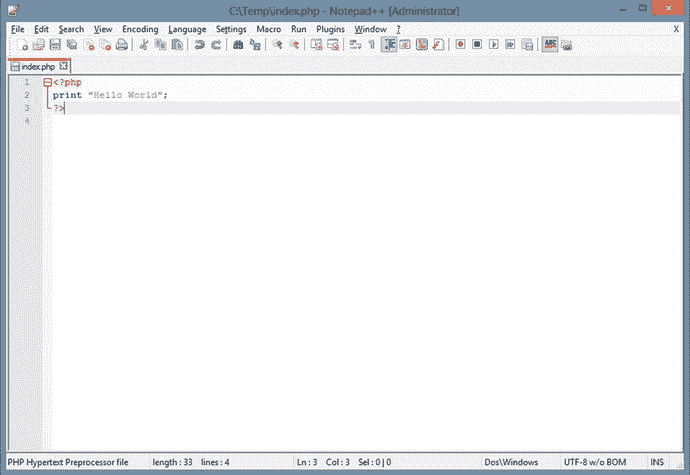 C:\Temp\index.php - Notepad++ [Administrator]
File Edit Search View Encoding Language Settings Macro Run Plugins Window ? X
index.php
1 <?php
2 print "Hello World";
3 ?>
4
PHP Hypertext Preprocessor file length : 33 lines : 4 Ln : 3 Col : 3 Sel : 0 | 0 Dos\Windows UTF-8 w/o BOM INS